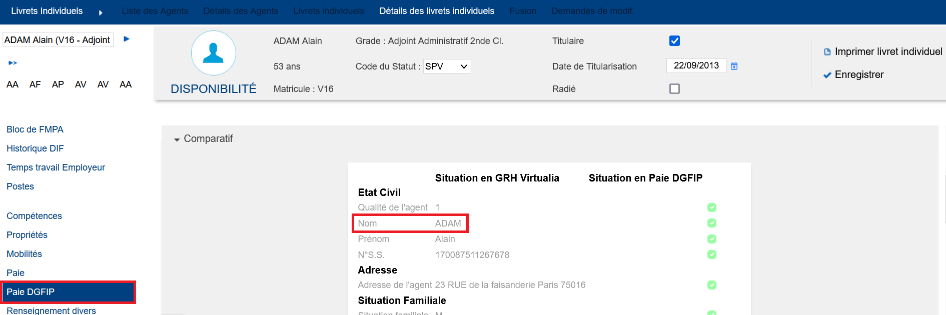 Livrets Individuels Liste des Agents Détails des Agents Livrets Individuels Détails des livrets individuels Fusion Demandes de modif.
ADAM Alain (V16 - Adjoint
AA AF AP AV AV AA
ADAM Alain Grade : Adjoint Administratif 2nde Cl. Titulaire
53 ans Code du Statut : SPV Date de Titularisation 22/09/2013
DISPONIBILITÉ Matricule : V16 Radié
Imprimer livret individuel
Enregistrer
Bloc de FMPA
Historique DIF
Temps travail Employeur
Postes
Compétences
Propriétés
Mobilités
Paie
Paie DGFIP
Renseignement divers
Comparatif
Situation en GRH Virtualia Situation en Paie DGFIP
Etat Civil
Qualité de l'agent 1
Nom ADAM
Prénom Alain
N°S.S. 170087511267678
Adresse
Adresse de l'agent 23 RUE de la faisanderie Paris 75016
Situation Familiale
Situation familiale M